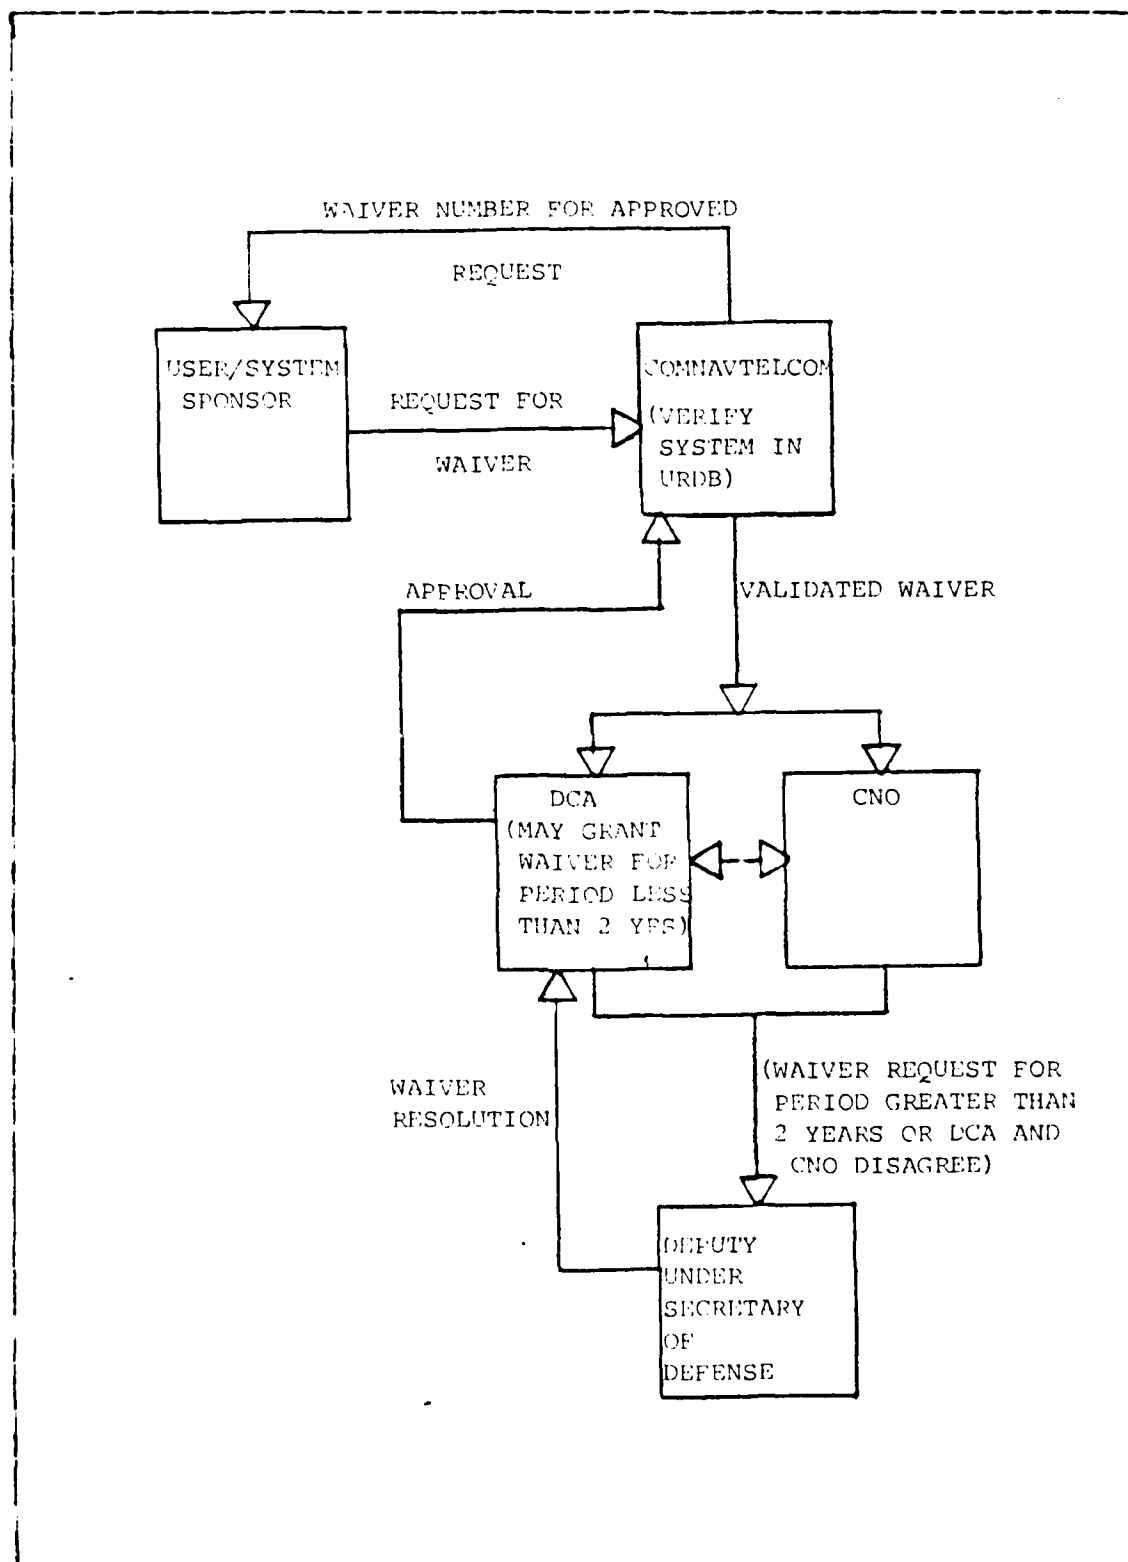 WAIVER NUMBER FOR APPROVED
REQUEST
USER/SYSTEM
SPONSOR
REQUEST FOR
WAIVER
COMNAVTELCOM
(VERIFY
SYSTEM IN
URDB)
APPROVAL
VALIDATED WAIVER
DCA
(MAY GRANT
WAIVER FOR
PERIOD LESS
THAN 2 YRS)
CNO
WAIVER
RESOLUTION
(WAIVER REQUEST FOR
PERIOD GREATER THAN
2 YEARS OR DCA AND
CNO DISAGREE)
DEPUTY
UNDER
SECRETARY
OF
DEFENSE